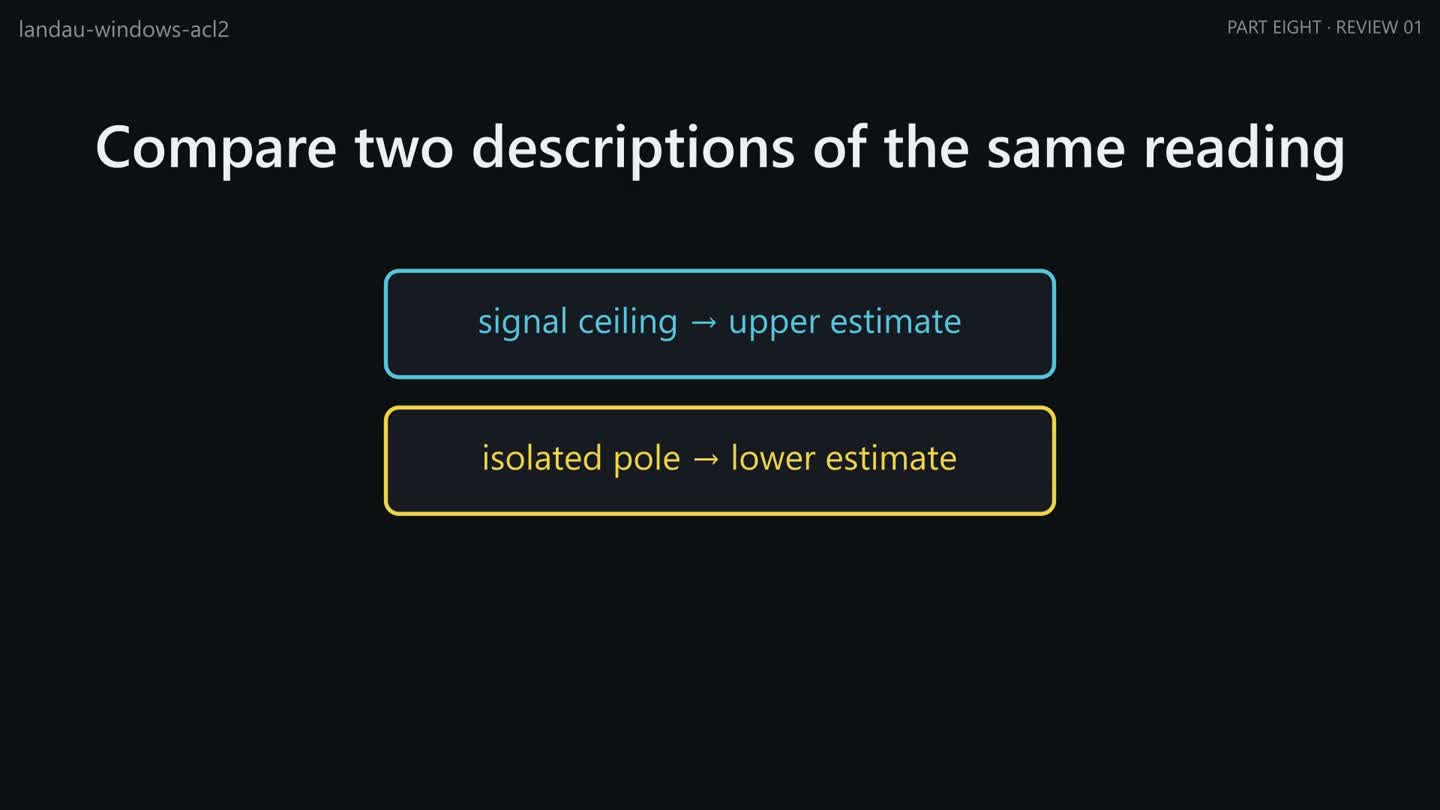 landau-windows-acl2
PART EIGHT · REVIEW 01
Compare two descriptions of the same reading
signal ceiling → upper estimate
isolated pole → lower estimate